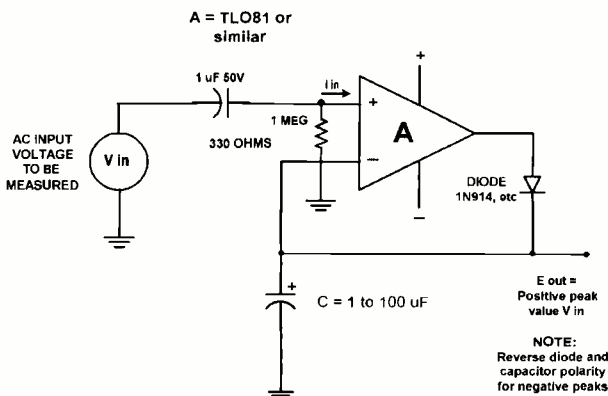 A = TLO81 or
similar
1 uF 50V
I in
+
+
1 MEG
330 OHMS
A
−
−
AC INPUT
VOLTAGE
TO BE
MEASURED
V in
DIODE
1N914, etc
+
C = 1 to 100 uF
E out =
Positive peak
value V in
NOTE:
Reverse diode and
capacitor polarity
for negative peaks